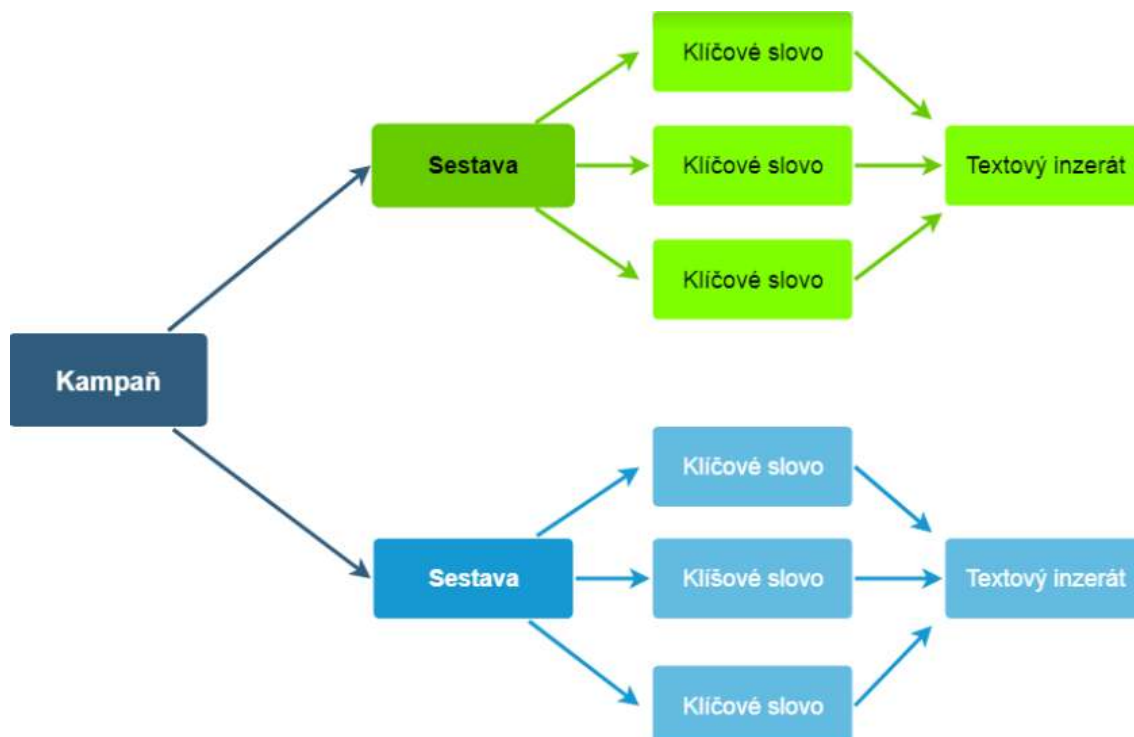 Klíčové slovo
Sestava
Klíčové slovo
Textový inzerát
Klíčové slovo
Kampaň
Klíčové slovo
Sestava
Klíšové slovo
Textový inzerát
Klíčové slovo